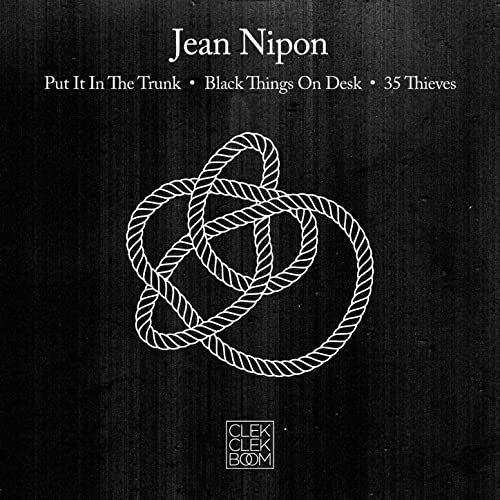 Jean Nipon
Put It In The Trunk • Black Things On Desk • 35 Thieves
CLEK
CLEK
BOOM